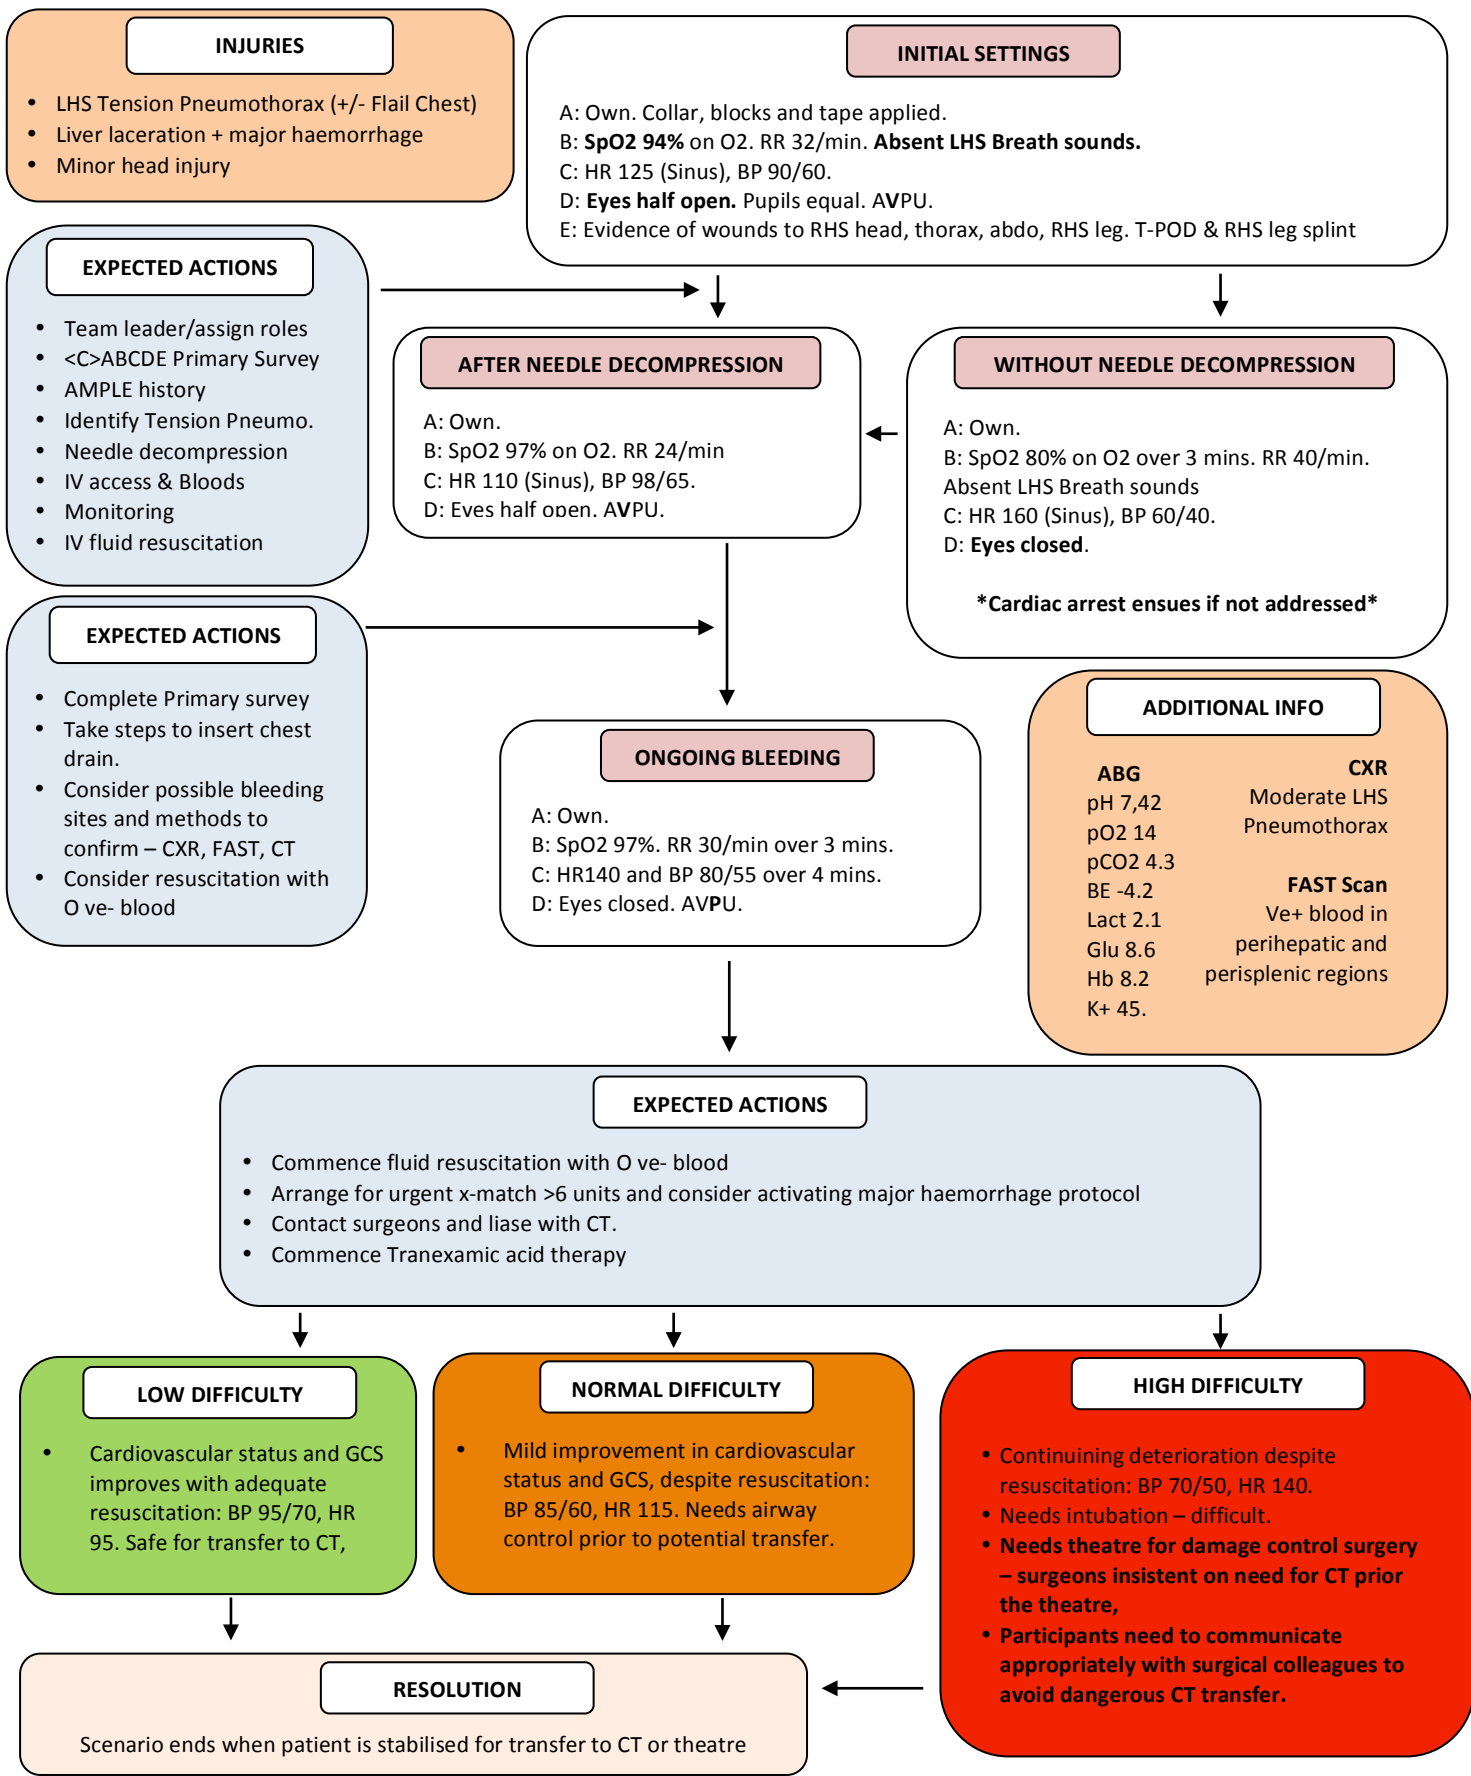 INJURIES
• LHS Tension Pneumothorax (+/- Flail Chest)
• Liver laceration + major haemorrhage
• Minor head injury
INITIAL SETTINGS
A: Own. Collar, blocks and tape applied.
B: SpO2 94% on O2. RR 32/min. Absent LHS Breath sounds.
C: HR 125 (Sinus), BP 90/60.
D: Eyes half open. Pupils equal. AVPU.
E: Evidence of wounds to RHS head, thorax, abdo, RHS leg. T-POD & RHS leg splint
EXPECTED ACTIONS
• Team leader/assign roles
• <C>ABCDE Primary Survey
• AMPLE history
• Identify Tension Pneumo.
• Needle decompression
• IV access & Bloods
• Monitoring
• IV fluid resuscitation
AFTER NEEDLE DECOMPRESSION
A: Own.
B: SpO2 97% on O2. RR 24/min
C: HR 110 (Sinus), BP 98/65.
D: Eyes half open. AVPU.
WITHOUT NEEDLE DECOMPRESSION
A: Own.
B: SpO2 80% on O2 over 3 mins. RR 40/min.
Absent LHS Breath sounds
C: HR 160 (Sinus), BP 60/40.
D: Eyes closed.
*Cardiac arrest ensues if not addressed*
EXPECTED ACTIONS
• Complete Primary survey
• Take steps to insert chest
drain.
• Consider possible bleeding
sites and methods to
confirm – CXR, FAST, CT
• Consider resuscitation with
O ve- blood
ONGOING BLEEDING
A: Own.
B: SpO2 97%. RR 30/min over 3 mins.
C: HR140 and BP 80/55 over 4 mins.
D: Eyes closed. AVPU.
ADDITIONAL INFO
ABG
pH 7,42
pO2 14
pCO2 4.3
BE -4.2
Lact 2.1
Glu 8.6
Hb 8.2
K+ 45.
CXR
Moderate LHS
Pneumothorax
FAST Scan
Ve+ blood in
perihepatic and
perisplenic regions
EXPECTED ACTIONS
• Commence fluid resuscitation with O ve- blood
• Arrange for urgent x-match >6 units and consider activating major haemorrhage protocol
• Contact surgeons and liase with CT.
• Commence Tranexamic acid therapy
LOW DIFFICULTY
• Cardiovascular status and GCS
improves with adequate
resuscitation: BP 95/70, HR
95. Safe for transfer to CT,
NORMAL DIFFICULTY
• Mild improvement in cardiovascular
status and GCS, despite resuscitation:
BP 85/60, HR 115. Needs airway
control prior to potential transfer.
HIGH DIFFICULTY
• Continuining deterioration despite
resuscitation: BP 70/50, HR 140.
• Needs intubation – difficult.
• Needs theatre for damage control surgery
– surgeons insistent on need for CT prior
the theatre,
• Participants need to communicate
appropriately with surgical colleagues to
avoid dangerous CT transfer.
RESOLUTION
Scenario ends when patient is stabilised for transfer to CT or theatre